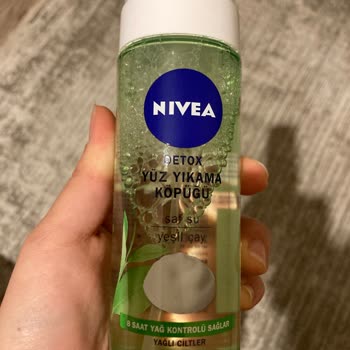 NIVEA
DETOX
YÜZ YIKAMA
KÖPÜĞÜ
saf su
yeşil çay
8 SAAT YAĞ KONTROLÜ SAĞLAR
YAĞLI CİLTLER